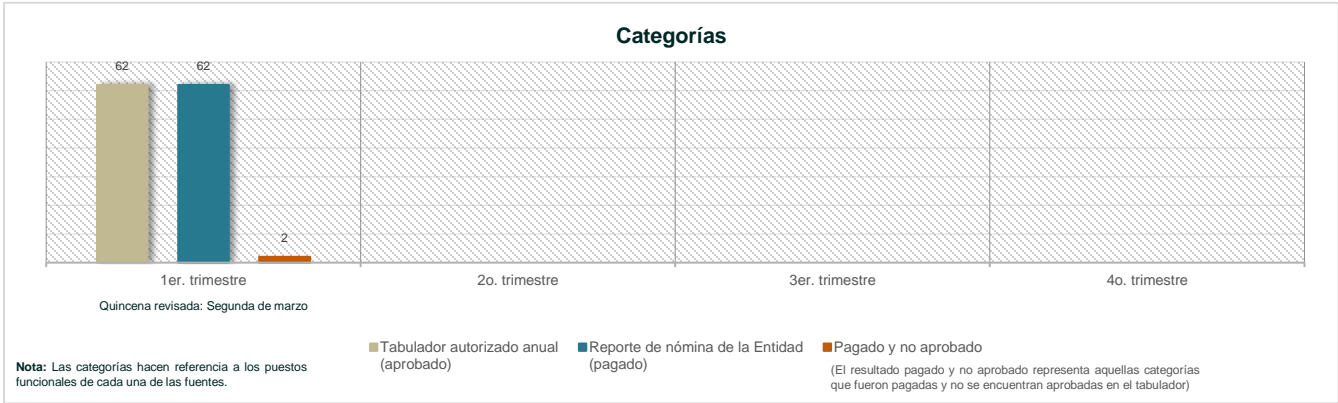 Categorías
62
62
2
1er. trimestre
2o. trimestre
3er. trimestre
4o. trimestre
Quincena revisada: Segunda de marzo
Tabulador autorizado anual
(aprobado)
Reporte de nómina de la Entidad
(pagado)
Pagado y no aprobado
(El resultado pagado y no aprobado representa aquellas categorías
que fueron pagadas y no se encuentran aprobadas en el tabulador)
Nota: Las categorías hacen referencia a los puestos
funcionales de cada una de las fuentes.